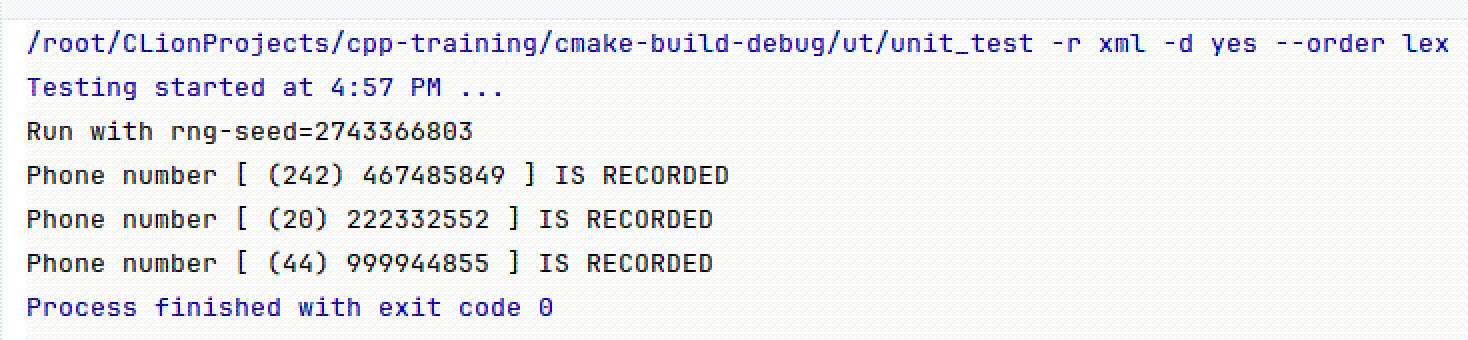 /root/CLionProjects/cpp-training/cmake-build-debug/ut/unit_test -r xml -d yes --order lex
Testing started at 4:57 PM ...
Run with rng-seed=2743366803
Phone number [ (242) 467485849 ] IS RECORDED
Phone number [ (20) 222332552 ] IS RECORDED
Phone number [ (44) 999944855 ] IS RECORDED
Process finished with exit code 0